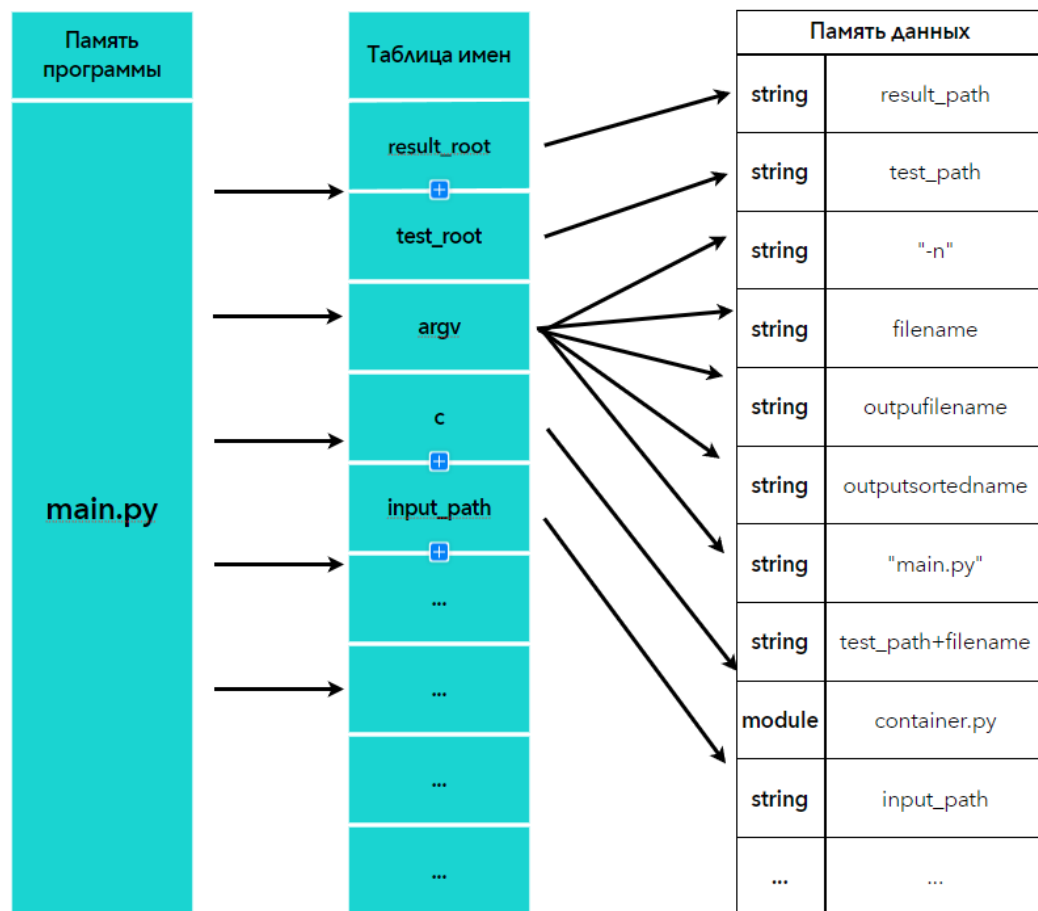 Память
программы
main.py
Таблица имен
result_root
test_root
argv
c
input_path
...
...
...
...
Память данных
string result_path
string test_path
string "-n"
string filename
string outpufilename
string outputsortedname
string "main.py"
string test_path+filename
module container.py
string input_path
... ...